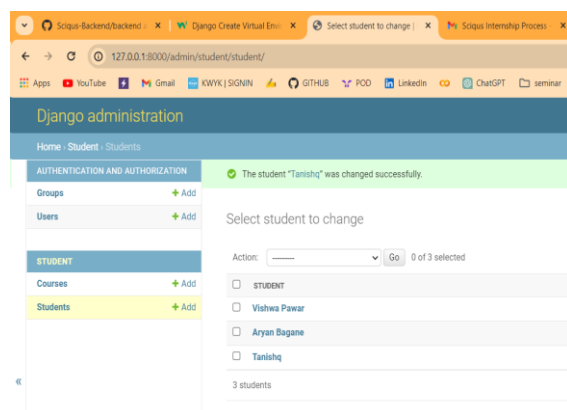 Sciqus-Backend/backend a
Django Create Virtual Envi
Select student to change |
Sciqus Internship Process -
127.0.0.1:8000/admin/student/student/
Apps YouTube Gmail KWYK | SIGNIN GITHUB POD LinkedIn ChatGPT seminar
Django administration
Home › Student › Students
AUTHENTICATION AND AUTHORIZATION
Groups + Add
Users + Add
STUDENT
Courses + Add
Students + Add
«
The student “Tanishq” was changed successfully.
Select student to change
Action: --------- Go 0 of 3 selected
STUDENT
Vishwa Pawar
Aryan Bagane
Tanishq
3 students